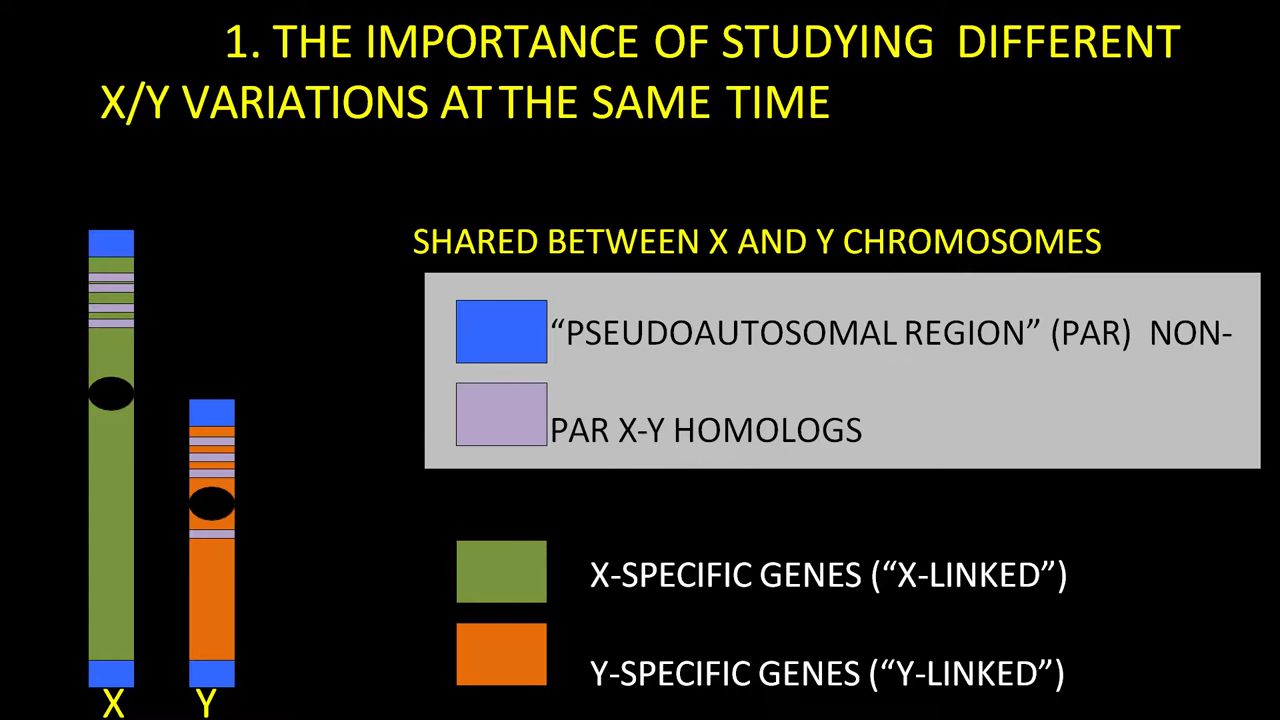 1. THE IMPORTANCE OF STUDYING DIFFERENT
X/Y VARIATIONS AT THE SAME TIME
SHARED BETWEEN X AND Y CHROMOSOMES
“PSEUDOAUTOSOMAL REGION” (PAR) NON-
PAR X-Y HOMOLOGS
X-SPECIFIC GENES (“X-LINKED”)
Y-SPECIFIC GENES (“Y-LINKED”)
X Y